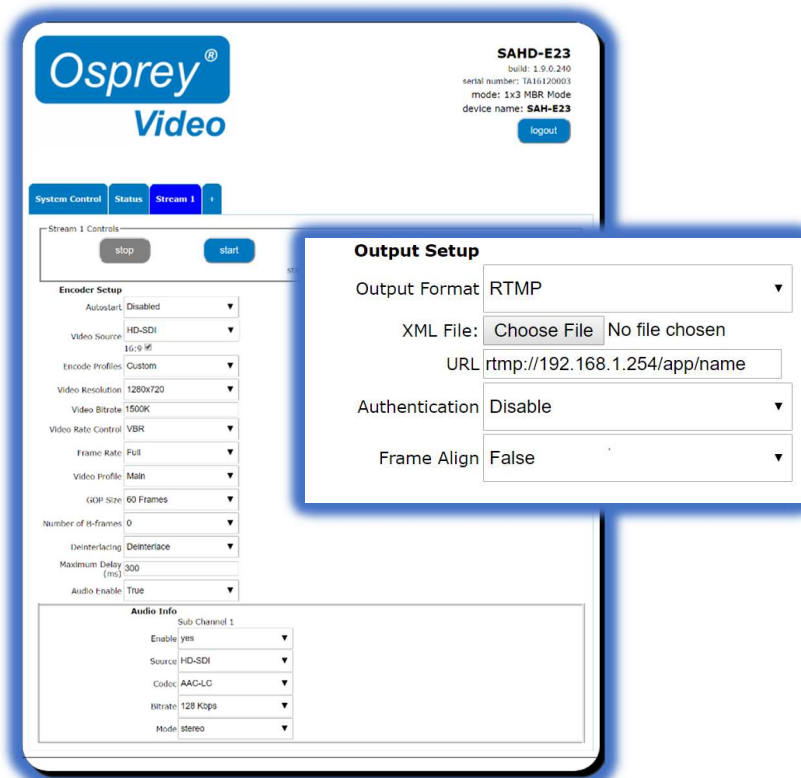 Osprey®
Video
SAHD-E23
build: 1.9.0.240
serial number: TA16120003
mode: 1x3 MBR Mode
device name: SAH-E23
logout
System Control Status Stream 1 +
Stream 1 Controls
stop start
Encoder Setup
Autostart Disabled
Video Source HD-SDI
16:9
Encode Profiles Custom
Video Resolution 1280x720
Video Bitrate 1500K
Video Rate Control VBR
Frame Rate Full
Video Profile Main
GOP Size 60 Frames
Number of B-frames 0
Deinterlacing Deinterlace
Maximum Delay (ms) 300
Audio Enable True
Audio Info
Sub Channel 1
Enable yes
Source HD-SDI
Codec AAC-LC
Bitrate 128 Kbps
Mode stereo
Output Setup
Output Format RTMP
XML File: Choose File No file chosen
URL rtmp://192.168.1.254/app/name
Authentication Disable
Frame Align False